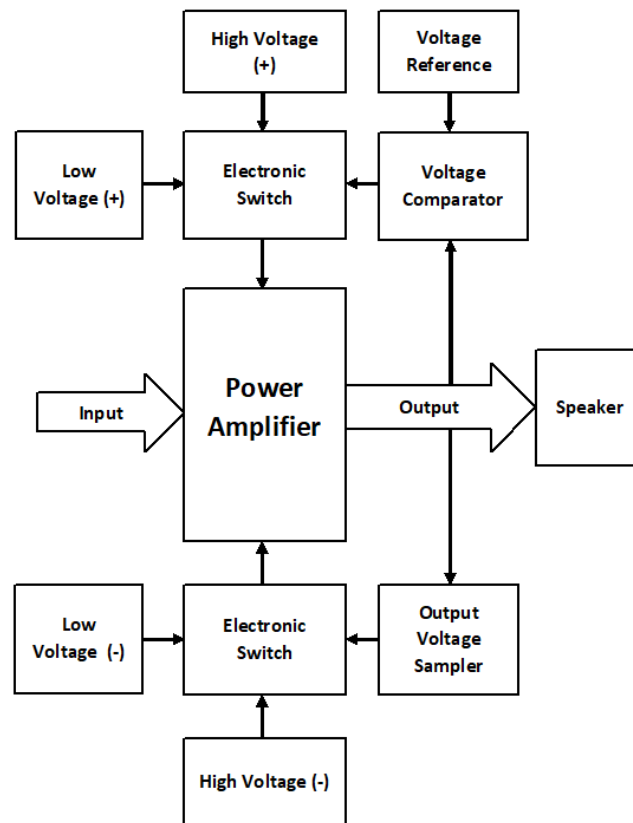 High Voltage
(+)
Voltage
Reference
Low
Voltage (+)
Electronic
Switch
Voltage
Comparator
Input
Power
Amplifier
Output
Speaker
Low
Voltage (-)
Electronic
Switch
Output
Voltage
Sampler
High Voltage (-)